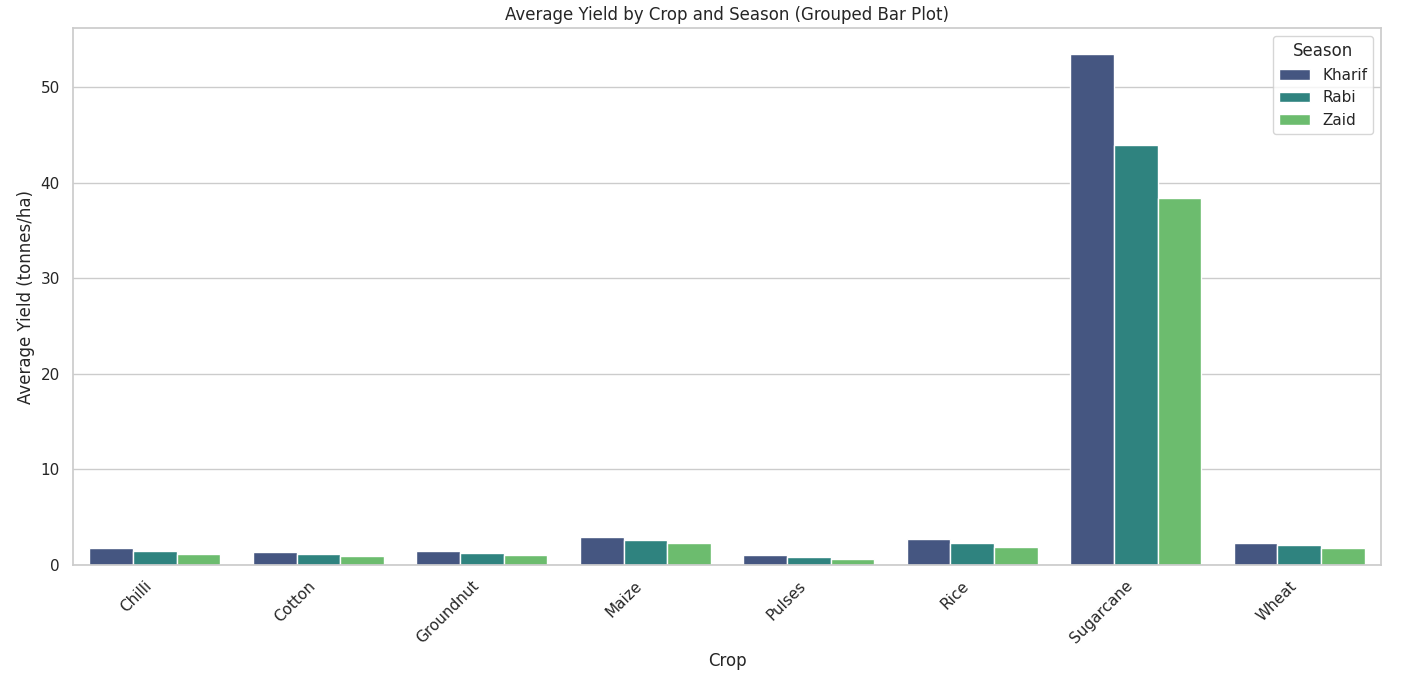 Average Yield by Crop and Season (Grouped Bar Plot)
Season
Kharif
Rabi
Zaid
Average Yield (tonnes/ha)
50
40
30
20
10
0
Chilli
Cotton
Groundnut
Maize
Pulses
Rice
Sugarcane
Wheat
Crop